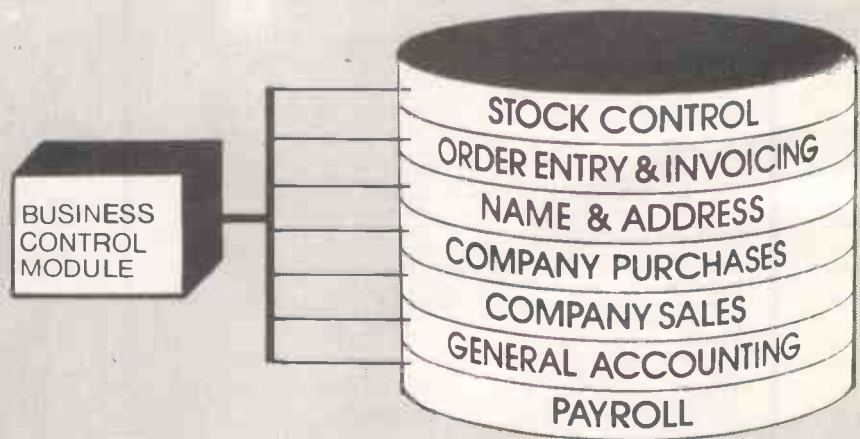 BUSINESS
CONTROL
MODULE
STOCK CONTROL
ORDER ENTRY & INVOICING
NAME & ADDRESS
COMPANY PURCHASES
COMPANY SALES
GENERAL ACCOUNTING
PAYROLL